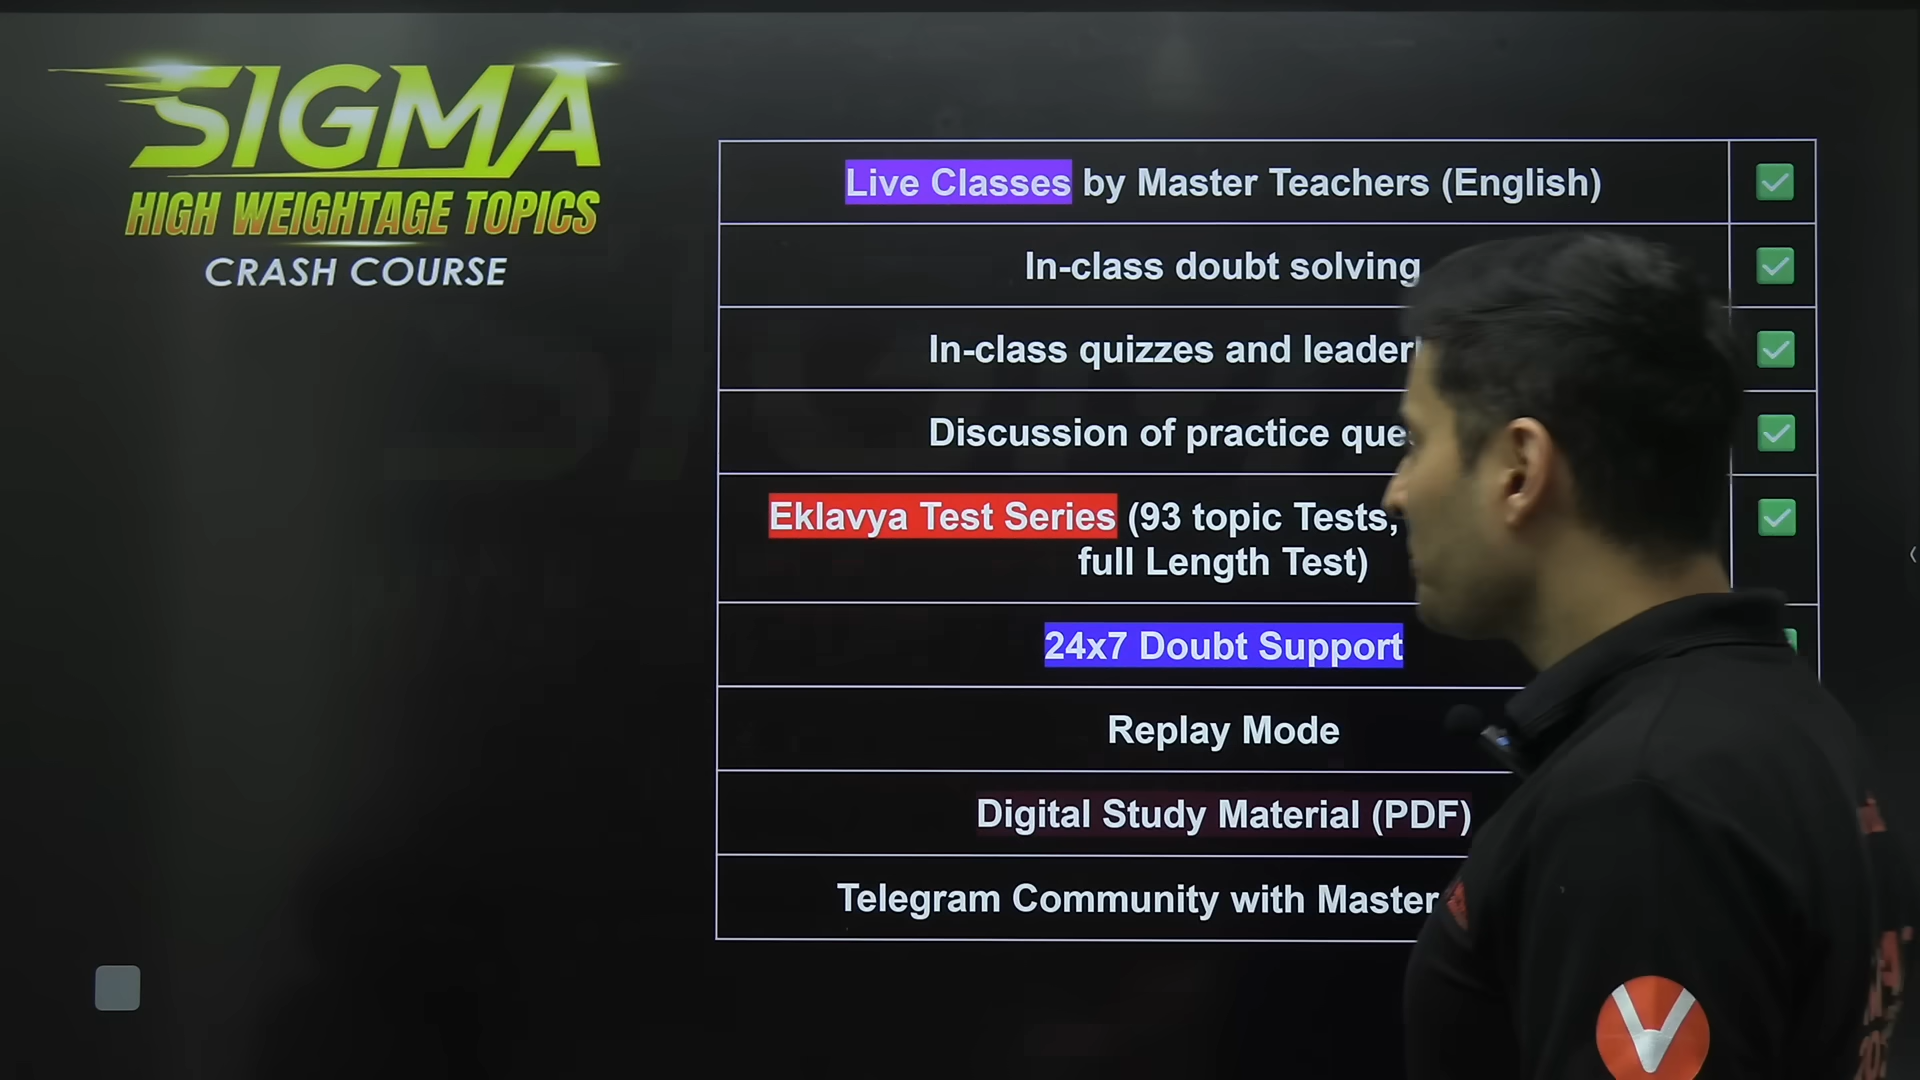 SIGMA
HIGH WEIGHTAGE TOPICS
CRASH COURSE
Live Classes by Master Teachers (English)
In-class doubt solving
In-class quizzes and
Discussion of practice
Eklavya Test Series (93 topic Tests,
full Length Test)
24x7 Doubt Support
Replay Mode
Digital Study Material (PDF)
Telegram Community with Master